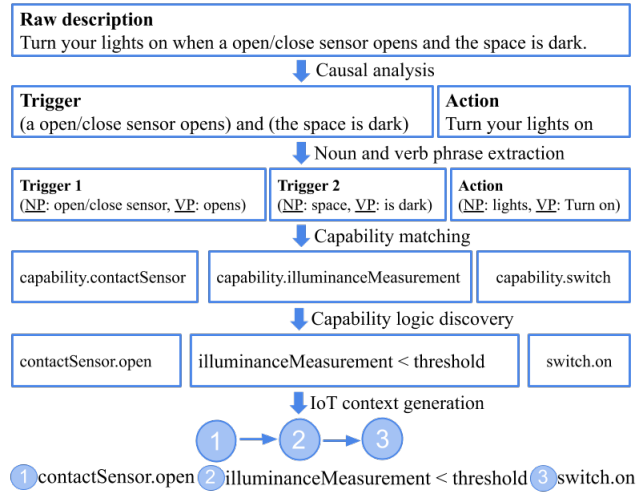 Raw description
Turn your lights on when a open/close sensor opens and the space is dark.
Causal analysis
Trigger
(a open/close sensor opens) and (the space is dark)
Action
Turn your lights on
Noun and verb phrase extraction
Trigger 1
(NP: open/close sensor, VP: opens)
Trigger 2
(NP: space, VP: is dark)
Action
(NP: lights, VP: Turn on)
Capability matching
capability.contactSensor
capability.illuminanceMeasurement
capability.switch
Capability logic discovery
contactSensor.open
illuminanceMeasurement < threshold
switch.on
IoT context generation
1 2 3
1 contactSensor.open 2 illuminanceMeasurement < threshold 3 switch.on